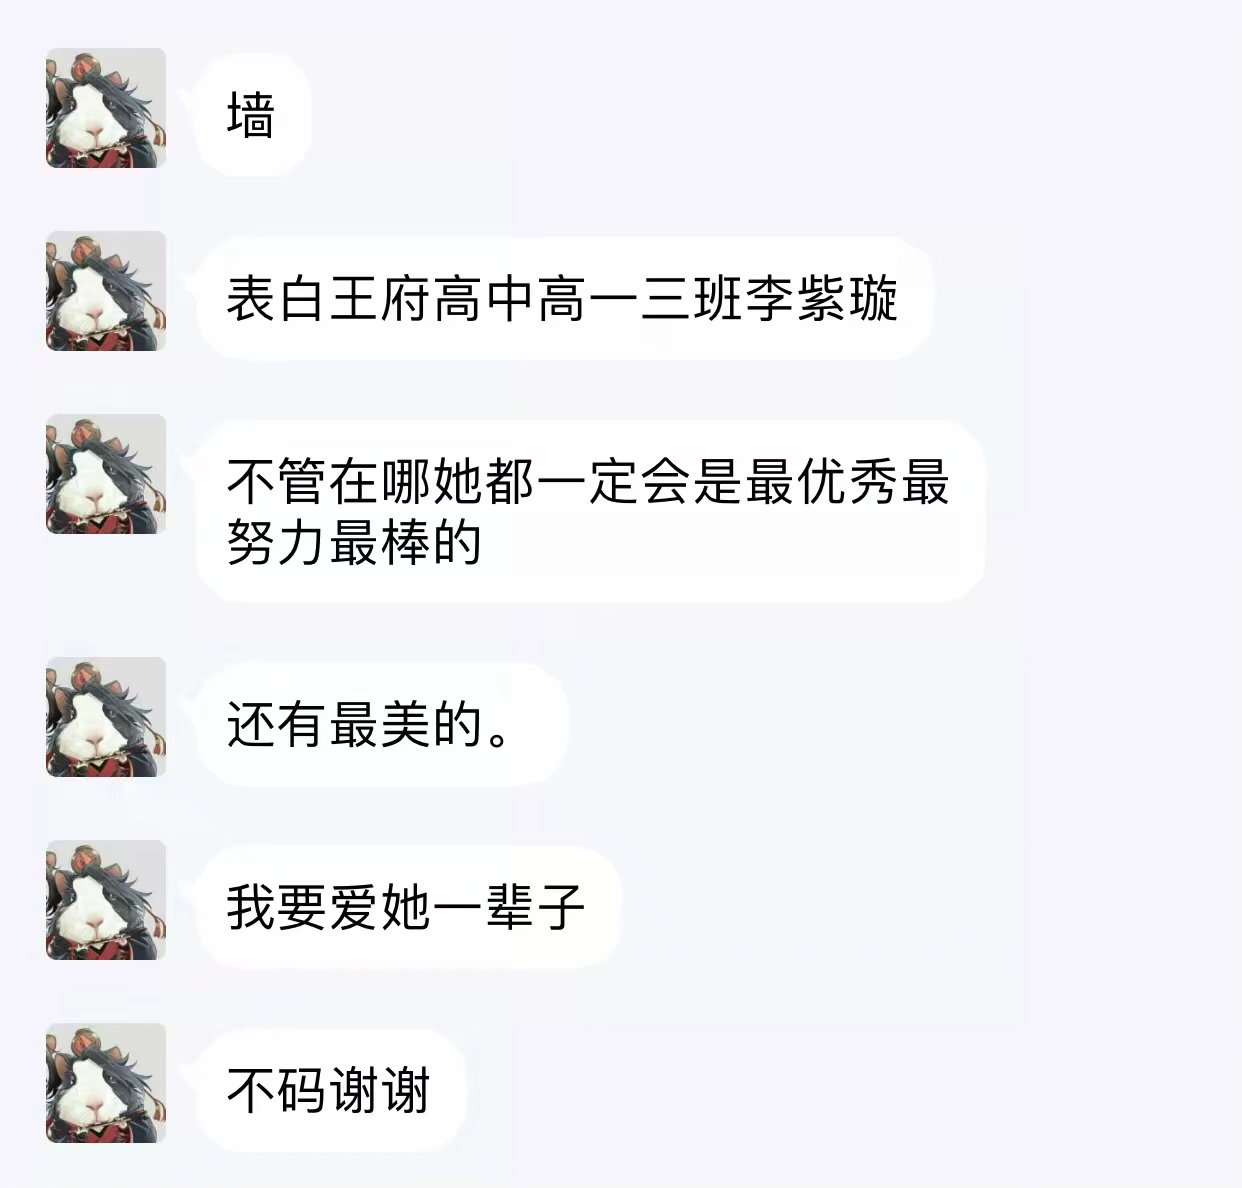 墙
表白王府高中高一三班李紫璇
不管在哪她都一定会是最优秀最
努力最棒的
还有最美的。
我要爱她一辈子
不码谢谢